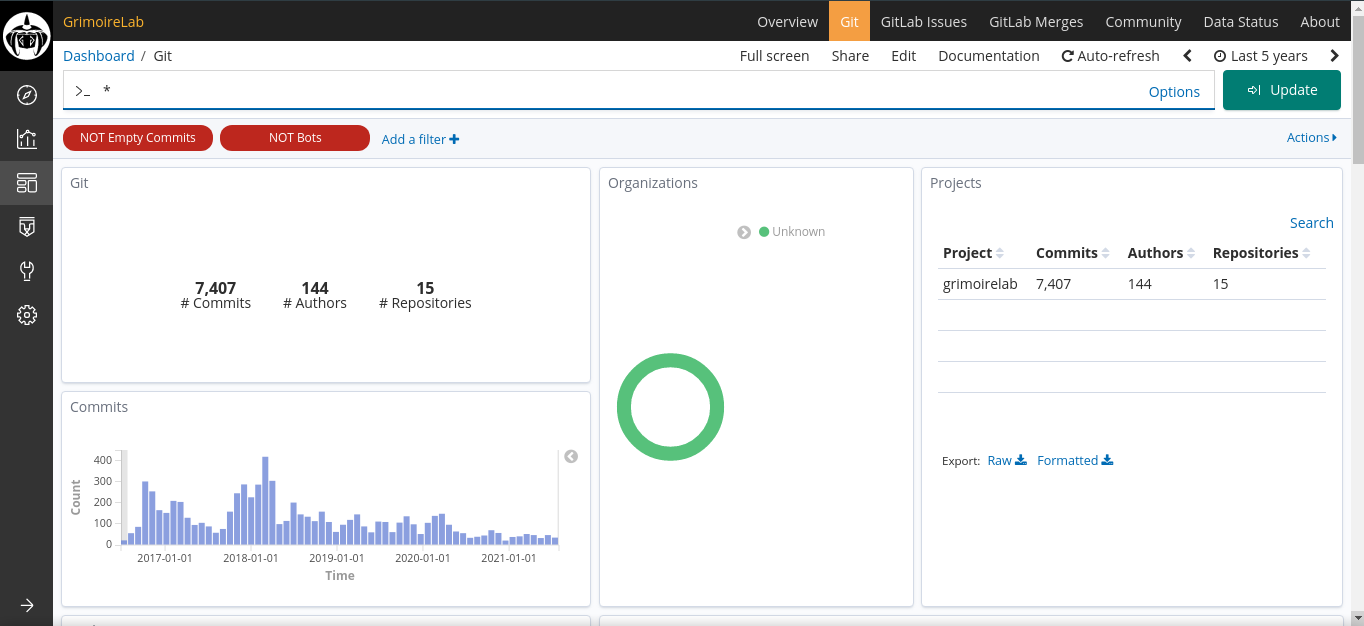 GrimoireLab
Overview Git GitLab Issues GitLab Merges Community Data Status About
Dashboard / Git
Full screen Share Edit Documentation Auto-refresh Last 5 years
>_ *
Options
Update
NOT Empty Commits NOT Bots Add a filter +
Actions
Git
7,407 144 15
# Commits # Authors # Repositories
Organizations
Unknown
Projects
Search
Project Commits Authors Repositories
grimoirelab 7,407 144 15
Export: Raw Formatted
Commits
Count
400
300
200
100
0
2017-01-01 2018-01-01 2019-01-01 2020-01-01 2021-01-01
Time